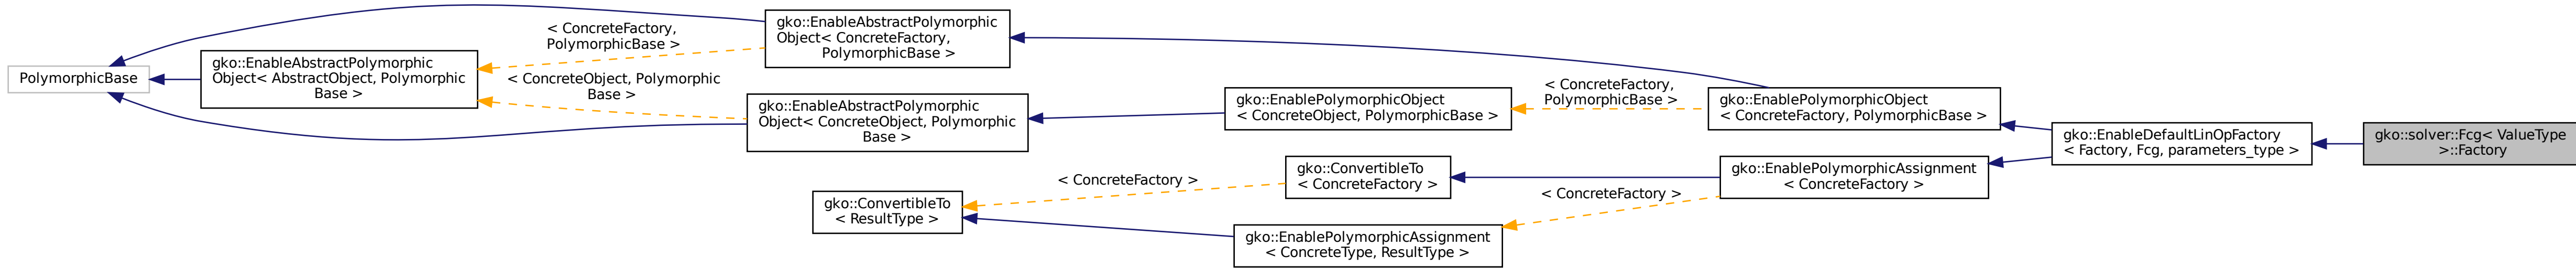 PolymorphicBase
gko::EnableAbstractPolymorphic
Object< AbstractObject, Polymorphic
Base >
< ConcreteFactory,
PolymorphicBase >
< ConcreteObject, Polymorphic
Base >
gko::EnableAbstractPolymorphic
Object< ConcreteFactory,
PolymorphicBase >
gko::EnableAbstractPolymorphic
Object< ConcreteObject, Polymorphic
Base >
gko::ConvertibleTo
< ResultType >
< ConcreteFactory >
gko::EnablePolymorphicObject
< ConcreteObject, PolymorphicBase >
gko::ConvertibleTo
< ConcreteFactory >
gko::EnablePolymorphicAssignment
< ConcreteType, ResultType >
< ConcreteFactory,
PolymorphicBase >
< ConcreteFactory >
gko::EnablePolymorphicObject
< ConcreteFactory, PolymorphicBase >
gko::EnablePolymorphicAssignment
< ConcreteFactory >
gko::EnableDefaultLinOpFactory
< Factory, Fcg, parameters_type >
gko::solver::Fcg< ValueType
>::Factory